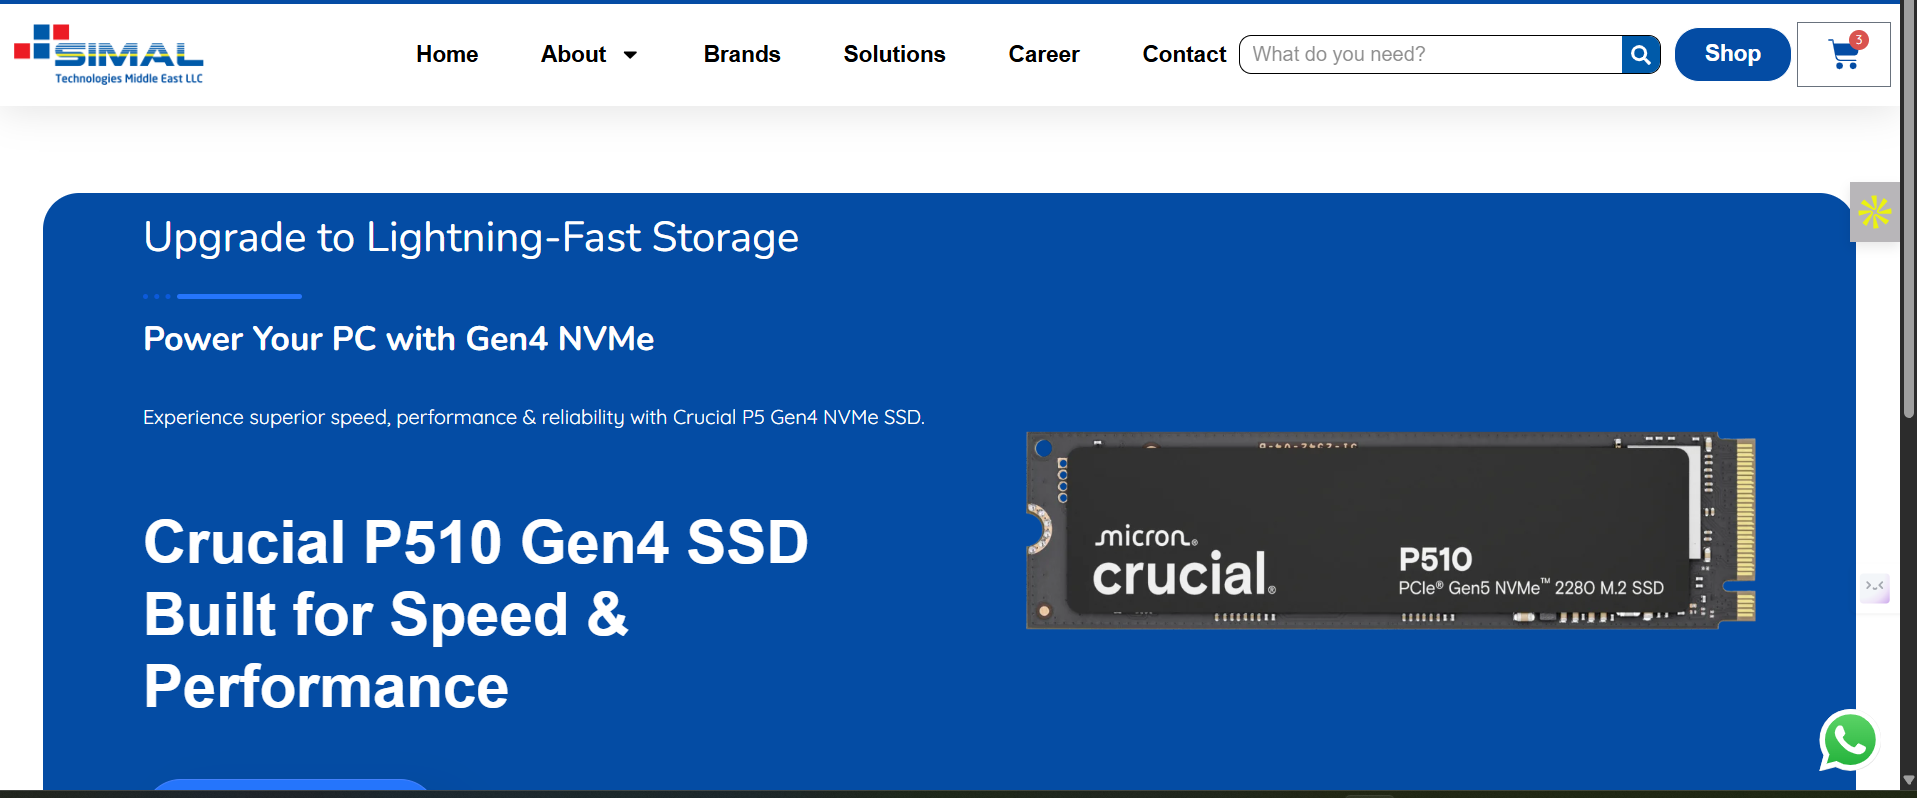 SIMAL
Technologies Middle East LLC
Home
About
Brands
Solutions
Career
Contact
What do you need?
Shop
3
Upgrade to Lightning-Fast Storage
Power Your PC with Gen4 NVMe
Experience superior speed, performance & reliability with Crucial P5 Gen4 NVMe SSD.
Crucial P510 Gen4 SSD
Built for Speed &
Performance
micron®
crucial®
P510
PCIe® Gen5 NVMe™ 2280 M.2 SSD